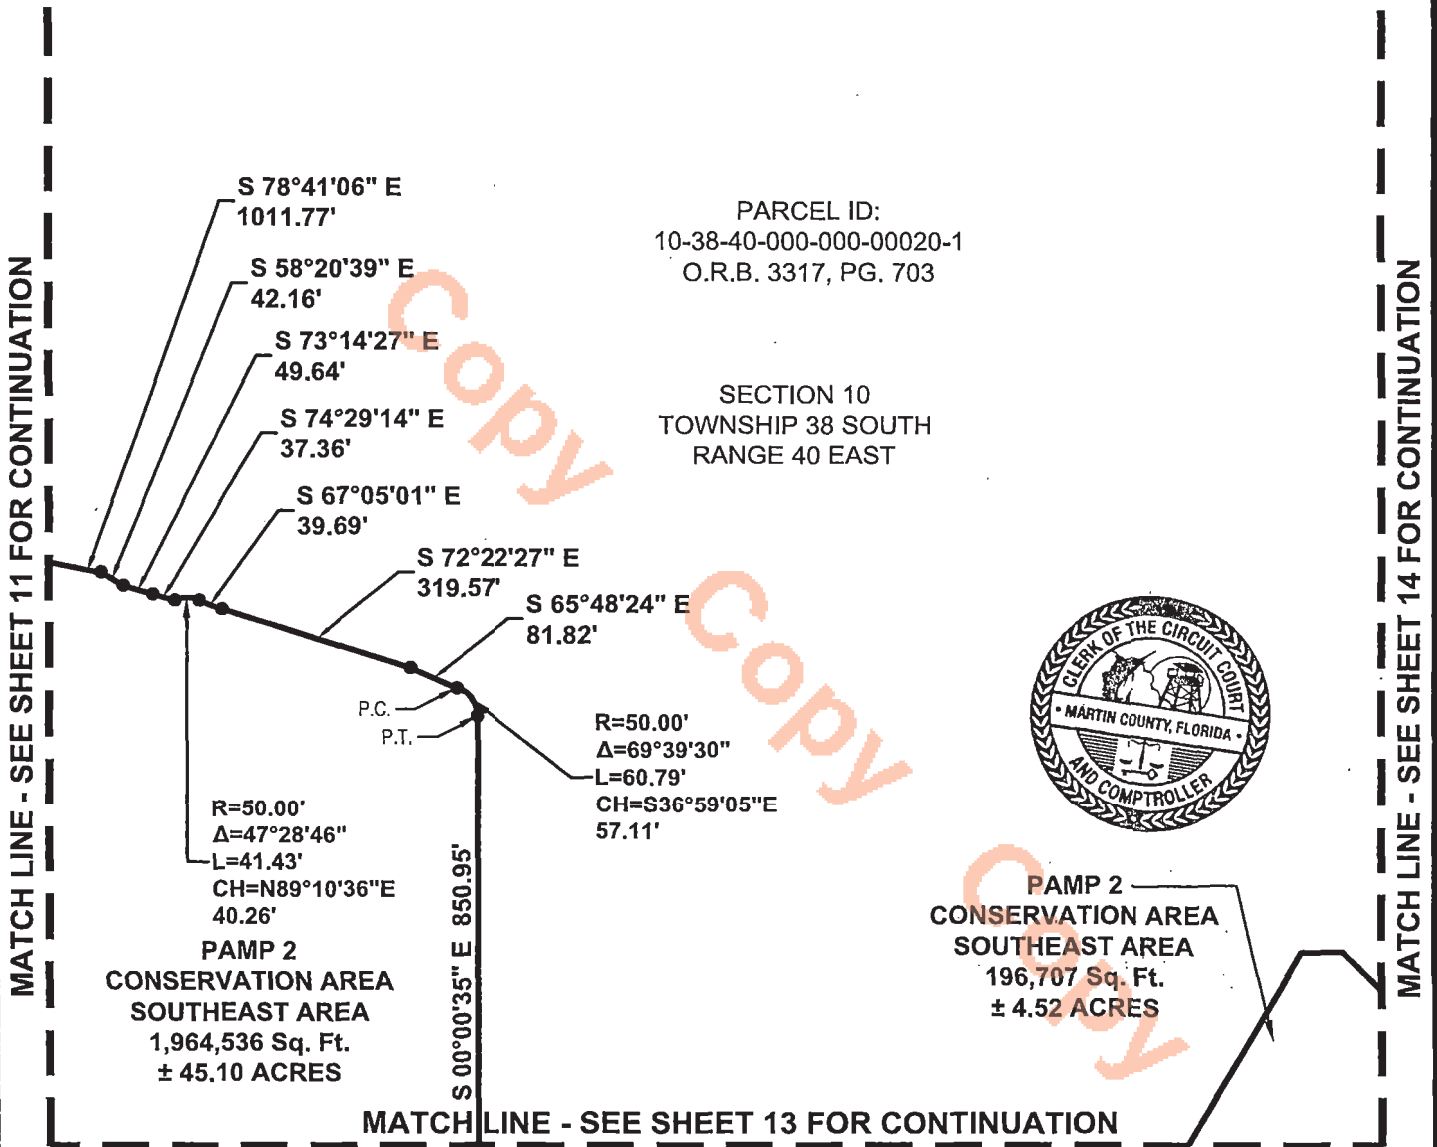 S 78°41'06" E
1011.77'
S 58°20'39" E
42.16'
S 73°14'27" E
49.64'
S 74°29'14" E
37.36'
S 67°05'01" E
39.69'
S 72°22'27" E
319.57'
S 65°48'24" E
81.82'
PARCEL ID:
10-38-40-000-000-00020-1
O.R.B. 3317, PG. 703
SECTION 10
TOWNSHIP 38 SOUTH
RANGE 40 EAST
MATCH LINE - SEE SHEET 11 FOR CONTINUATION
MATCH LINE - SEE SHEET 14 FOR CONTINUATION
P.C.
P.T.
R=50.00'
Δ=69°39'30"
L=60.79'
CH=S36°59'05"E
57.11'
R=50.00'
Δ=47°28'46"
L=41.43'
CH=N89°10'36"E
40.26'
S 00°00'35" E 850.95'
PAMP 2
CONSERVATION AREA
SOUTHEAST AREA
1,964,536 Sq. Ft.
± 45.10 ACRES
CLERK OF THE CIRCUIT COURT
• MARTIN COUNTY, FLORIDA •
AND COMPTROLLER
PAMP 2
CONSERVATION AREA
SOUTHEAST AREA
196,707 Sq. Ft.
± 4.52 ACRES
MATCH LINE - SEE SHEET 13 FOR CONTINUATION
Copy
Copy
Copy